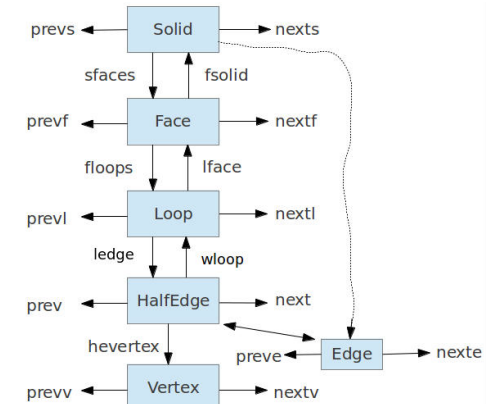 prevs Solid nexts
sfaces fsolid
prevf Face nextf
floops lface
prevl Loop nextl
ledge wloop
prev HalfEdge next
hevertex preve Edge nexte
prevv Vertex nextv